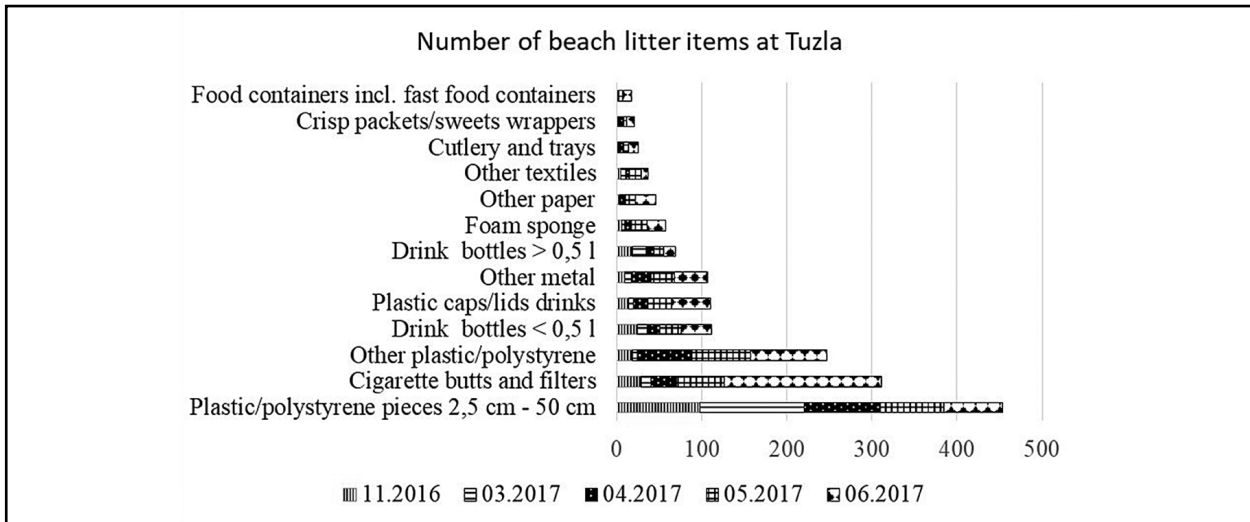 Number of beach litter items at Tuzla
Food containers incl. fast food containers
Crisp packets/sweets wrappers
Cutlery and trays
Other textiles
Other paper
Foam sponge
Drink bottles > 0,5 l
Other metal
Plastic caps/lids drinks
Drink bottles < 0,5 l
Other plastic/polystyrene
Cigarette butts and filters
Plastic/polystyrene pieces 2,5 cm - 50 cm
0 100 200 300 400 500
11.2016 03.2017 04.2017 05.2017 06.2017